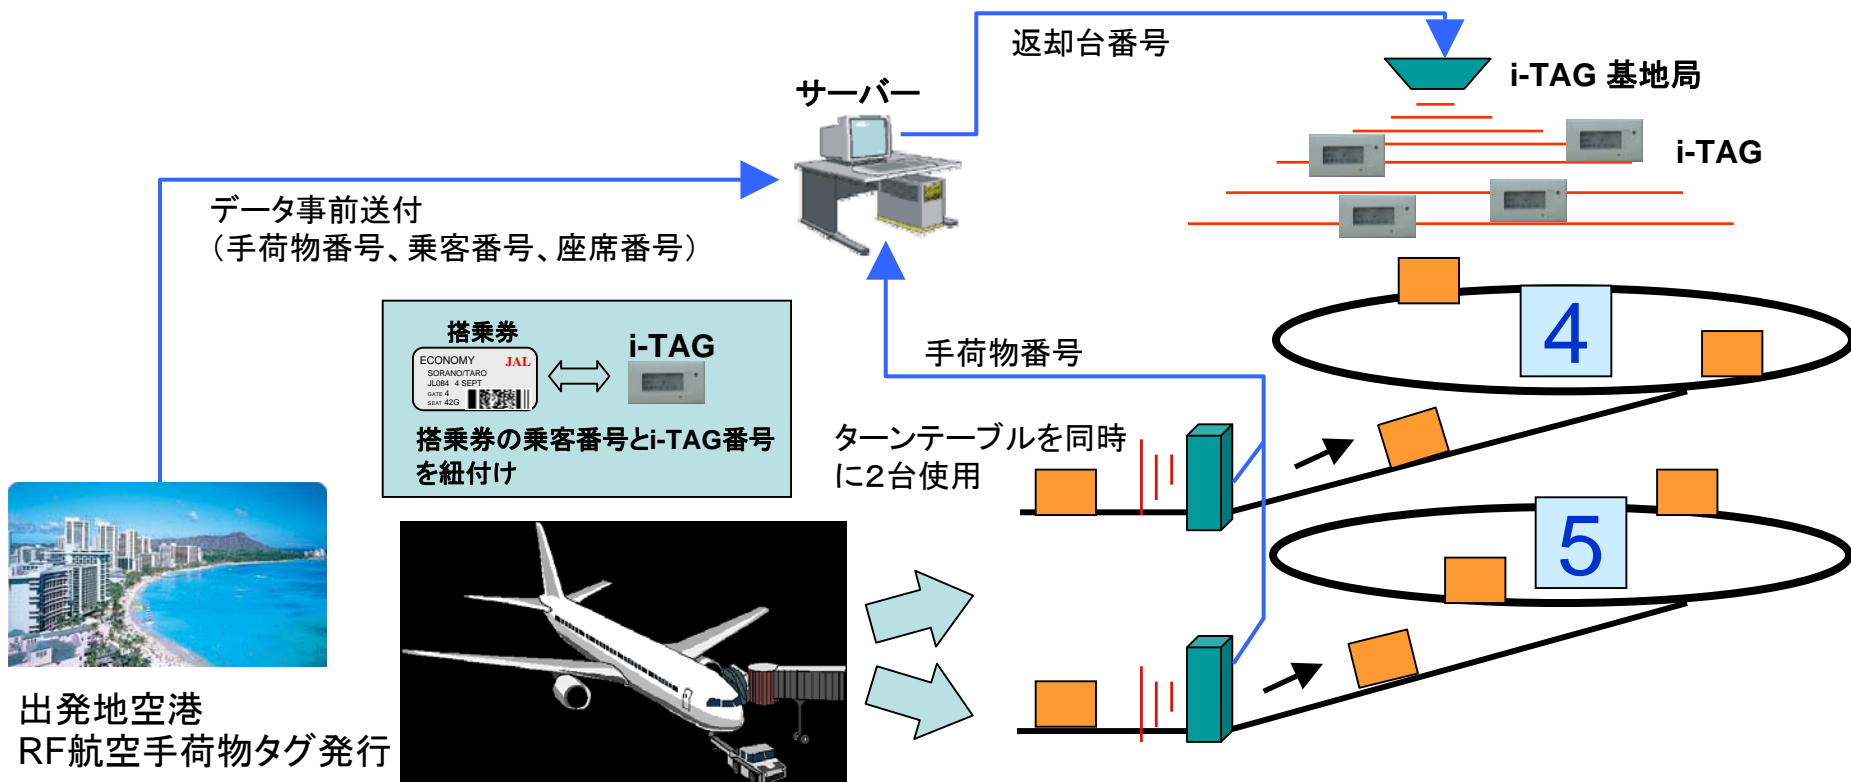 返却台番号
i-TAG 基地局
サーバー
i-TAG
データ事前送付
（手荷物番号、乗客番号、座席番号）
搭乗券
i-TAG
ECONOMY
JAL
SORANO/TARO
JL084 4 SEPT
GATE 4
SEAT 42G
搭乗券の乗客番号とi-TAG番号
を紐付け
手荷物番号
4
ターンテーブルを同時
に2台使用
5
出発地空港
RF航空手荷物タグ発行